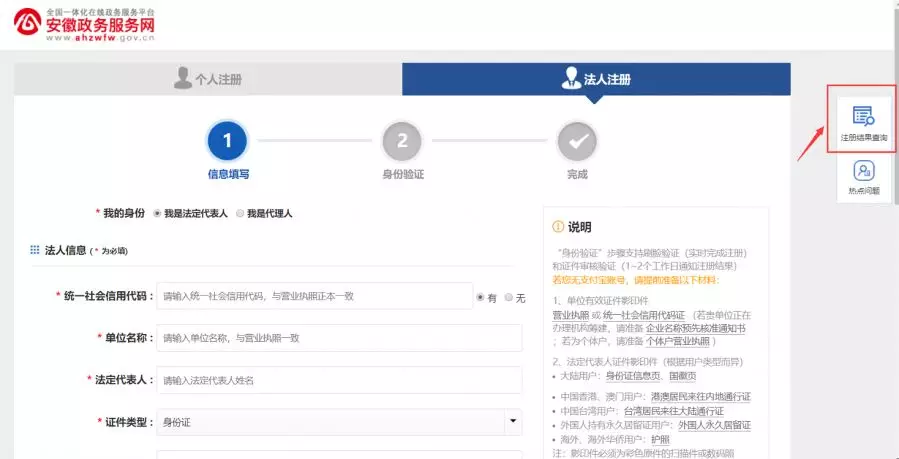 全国一体化在线政务服务平台
安徽政务服务网
www.ahzwfw.gov.cn
个人注册
法人注册
注册结果查询
热点问题
1
2
信息填写
身份验证
完成
* 我的身份 我是法定代表人 我是代理人
法人信息 ( * 为必填)
* 统一社会信用代码： 请输入统一社会信用代码，与营业执照正本一致 有 无
* 单位名称： 请输入单位名称，与营业执照一致
* 法定代表人： 请输入法定代表人姓名
* 证件类型： 身份证
说明
“身份验证”步骤支持刷脸验证（实时完成注册）
和证件审核验证（1~2个工作日通知注册结果）
若您无支付宝账号，请提前准备以下材料：
1、单位有效证件影印件
营业执照 或 统一社会信用代码证 （若贵单位正在
办理机构筹建，请准备 企业名称预先核准通知书
；若为个体户，请准备 个体户营业执照 ）
2、法定代表人证件影印件（根据用户类型而异）
• 大陆用户：身份证信息页、国徽页
• 中国香港、澳门用户：港澳居民来往内地通行证
• 中国台湾用户：台湾居民来往大陆通行证
• 外国人持有永久居留证用户：外国人永久居留证
• 海外、海外华侨用户：护照
注：影印件必须为彩色原件的扫描件或数码照